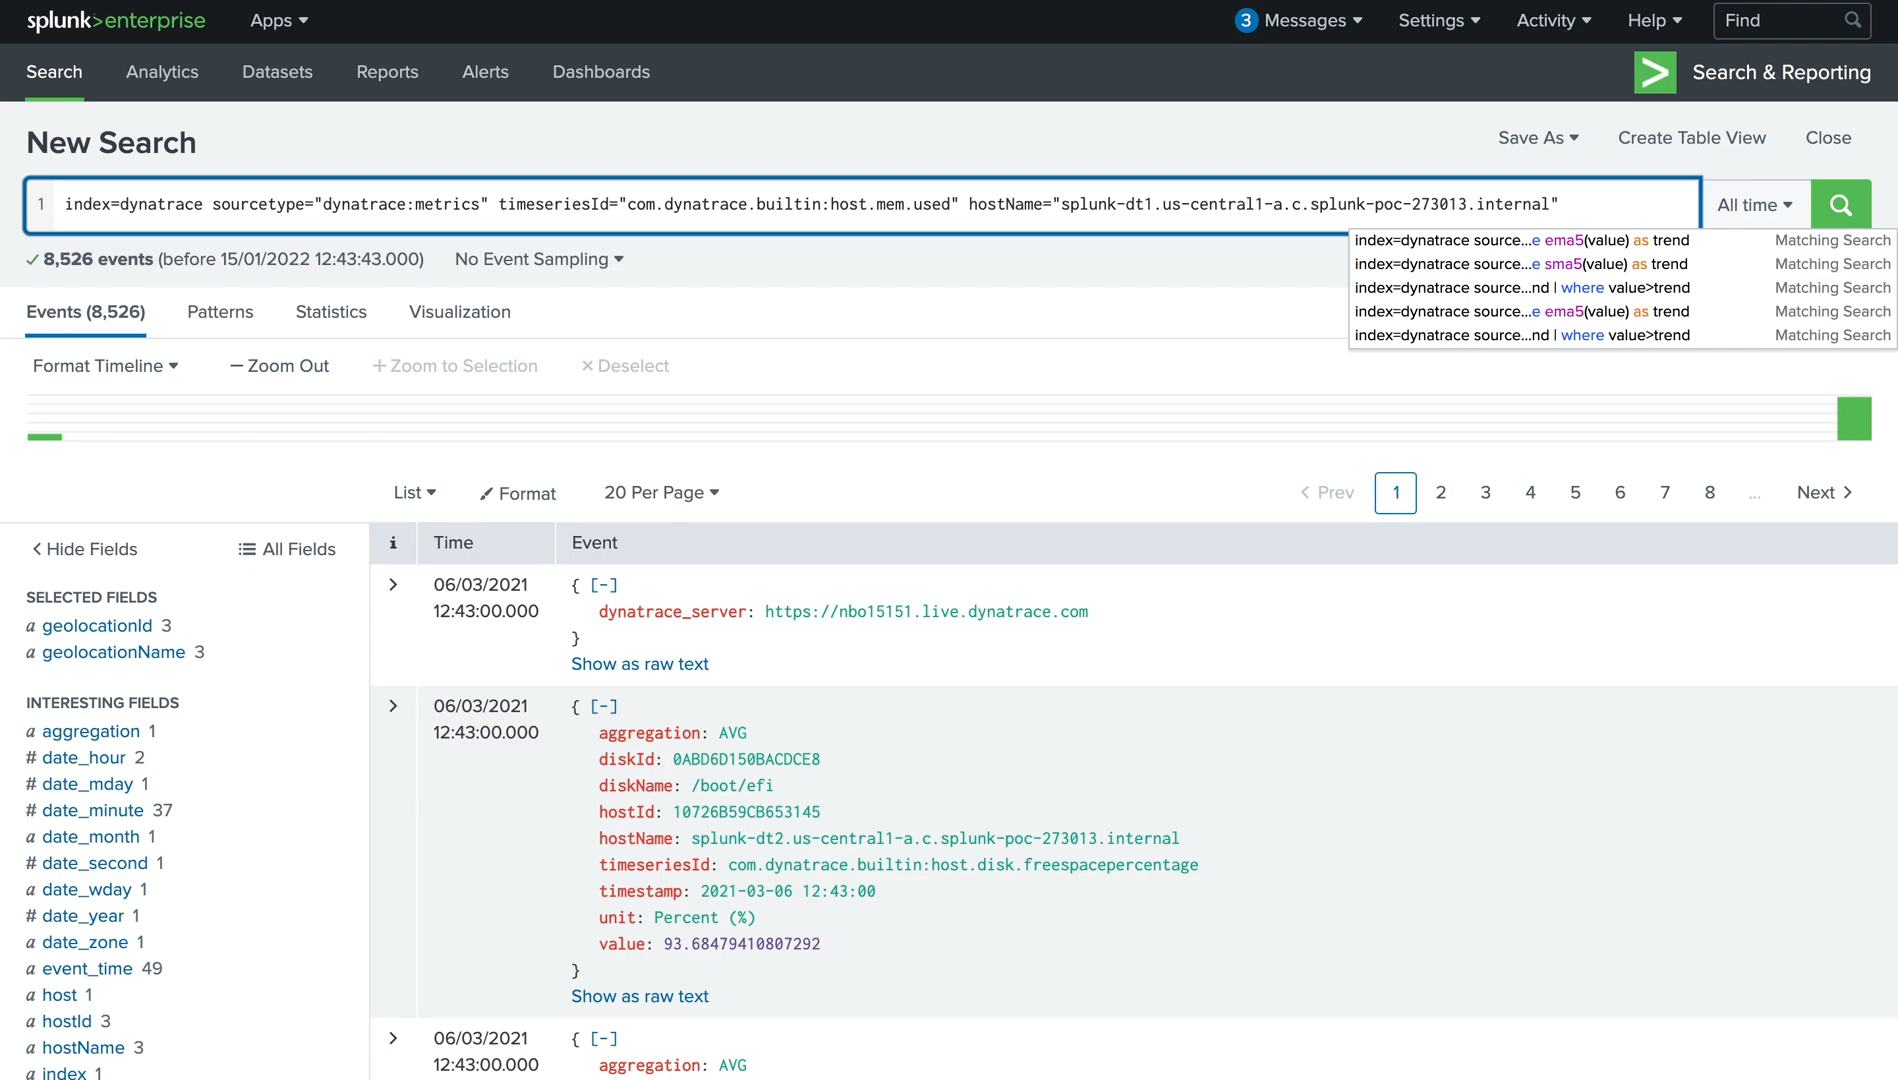 splunk>enterprise Apps 3 Messages Settings Activity Help Find
Search Analytics Datasets Reports Alerts Dashboards Search & Reporting
New Search Save As Create Table View Close
1 index=dynatrace sourcetype="dynatrace:metrics" timeseriesId="com.dynatrace.builtin:host.mem.used" hostName="splunk-dt1.us-central1-a.c.splunk-poc-273013.internal" All time
8,526 events (before 15/01/2022 12:43:43.000) No Event Sampling
index=dynatrace source...e ema5(value) as trend Matching Search
index=dynatrace source...e sma5(value) as trend Matching Search
index=dynatrace source...nd | where value>trend Matching Search
index=dynatrace source...e ema5(value) as trend Matching Search
index=dynatrace source...nd | where value>trend Matching Search
Events (8,526) Patterns Statistics Visualization
Format Timeline – Zoom Out + Zoom to Selection × Deselect
List Format 20 Per Page < Prev 1 2 3 4 5 6 7 8 ... Next >
< Hide Fields All Fields
SELECTED FIELDS
a geolocationId 3
a geolocationName 3
INTERESTING FIELDS
a aggregation 1
# date_hour 2
# date_mday 1
# date_minute 37
a date_month 1
# date_second 1
a date_wday 1
# date_year 1
a date_zone 1
a event_time 49
a host 1
a hostId 3
a hostName 3
a index 1
i Time Event
> 06/03/2021 12:43:00.000
{ [-]
dynatrace_server: https://nbo15151.live.dynatrace.com
}
Show as raw text
> 06/03/2021 12:43:00.000
{ [-]
aggregation: AVG
diskId: 0ABD6D150BACDCE8
diskName: /boot/efi
hostId: 10726B59CB653145
hostName: splunk-dt2.us-central1-a.c.splunk-poc-273013.internal
timeseriesId: com.dynatrace.builtin:host.disk.freespacepercentage
timestamp: 2021-03-06 12:43:00
unit: Percent (%)
value: 93.68479410807292
}
Show as raw text
> 06/03/2021 12:43:00.000
{ [-]
aggregation: AVG